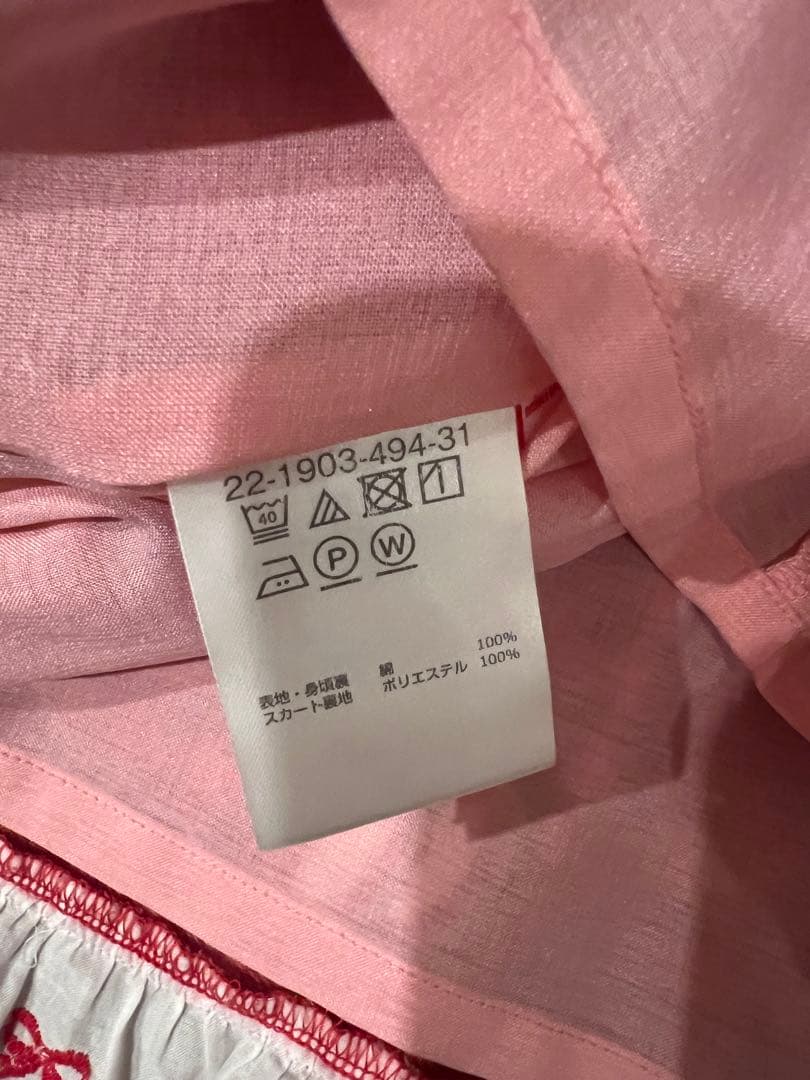 22-1903-494-31
40
P W
表地・身頃裏 綿 100%
スカート裏地 ポリエステル 100%